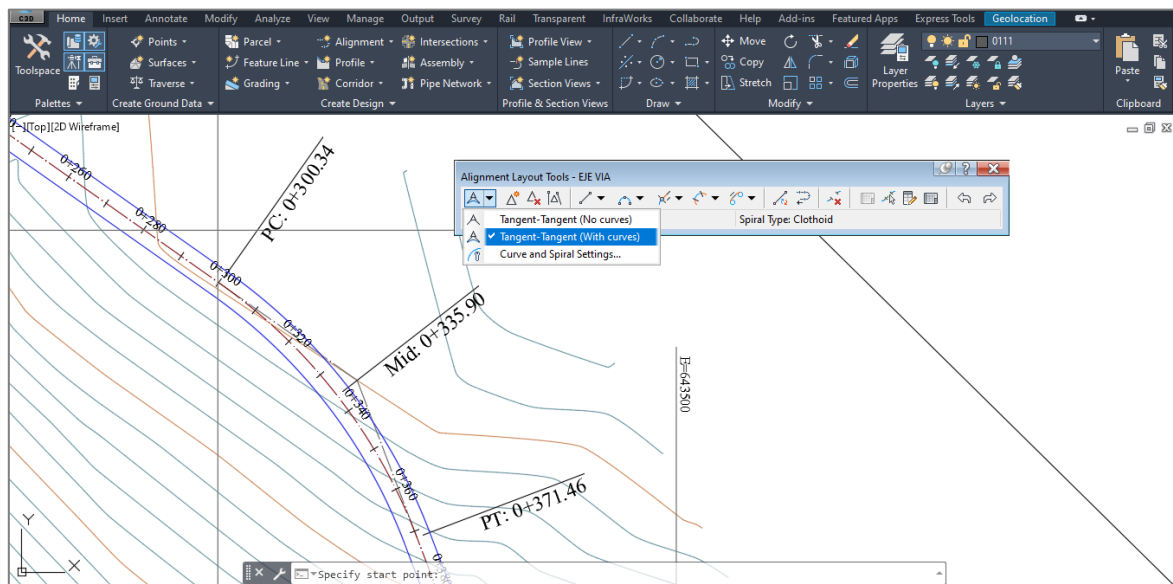 C3D Home Insert Annotate Modify Analyze View Manage Output Survey Rail Transparent InfraWorks Collaborate Help Add-ins Featured Apps Express Tools Geolocation
Points Parcel Alignment Intersections Profile View Move 0111
Surfaces Feature Line Profile Assembly Sample Lines Copy
Toolspace Traverse Grading Corridor Pipe Network Section Views Stretch Layer Properties Paste
Palettes Create Ground Data Create Design Profile & Section Views Draw Modify Layers Clipboard
[–][Top][2D Wireframe]
0+260
0+280
PC: 0+300.34
0+300
0+320
Mid: 0+335.90
0+340
0+360
PT: 0+371.46
E=643500
Alignment Layout Tools - EJE VIA
Tangent-Tangent (No curves)
Spiral Type: Clothoid
Tangent-Tangent (With curves)
Curve and Spiral Settings...
Y
X
Specify start point: